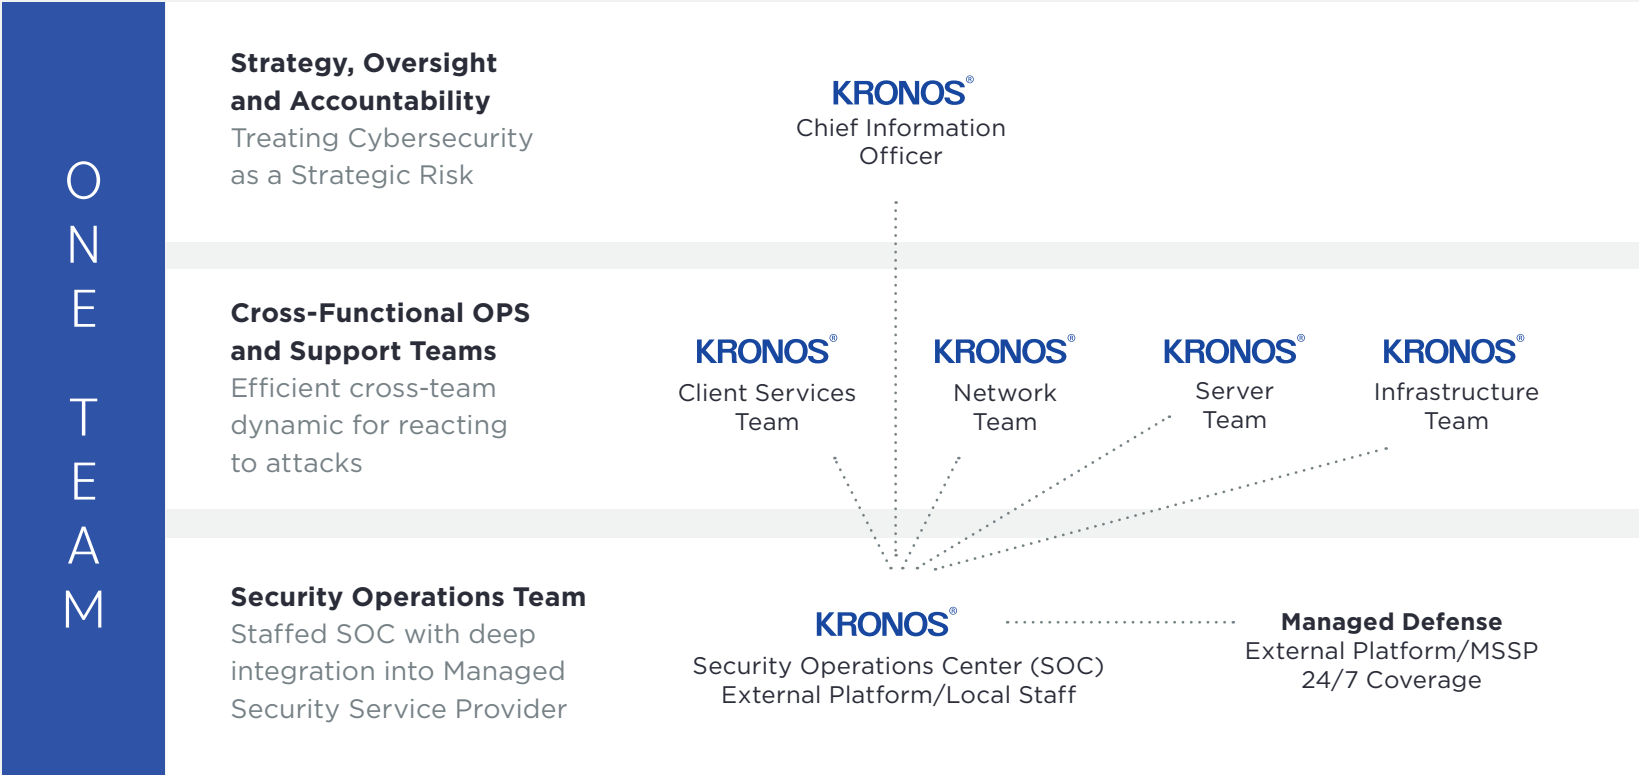 ONE TEAM
Strategy, Oversight
and Accountability
Treating Cybersecurity
as a Strategic Risk
KRONOS®
Chief Information
Officer
Cross-Functional OPS
and Support Teams
Efficient cross-team
dynamic for reacting
to attacks
KRONOS®
Client Services
Team
KRONOS®
Network
Team
KRONOS®
Server
Team
KRONOS®
Infrastructure
Team
Security Operations Team
Staffed SOC with deep
integration into Managed
Security Service Provider
KRONOS®
Security Operations Center (SOC)
External Platform/Local Staff
Managed Defense
External Platform/MSSP
24/7 Coverage